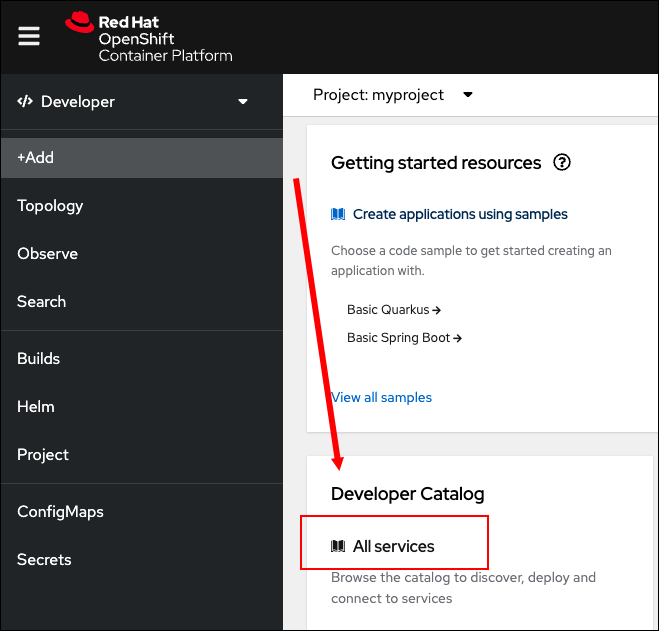 Red Hat
OpenShift
Container Platform
Developer
+Add
Topology
Observe
Search
Builds
Helm
Project
ConfigMaps
Secrets
Project: myproject
Getting started resources
Create applications using samples
Choose a code sample to get started creating an
application with.
Basic Quarkus
Basic Spring Boot
View all samples
Developer Catalog
All services
Browse the catalog to discover, deploy and
connect to services